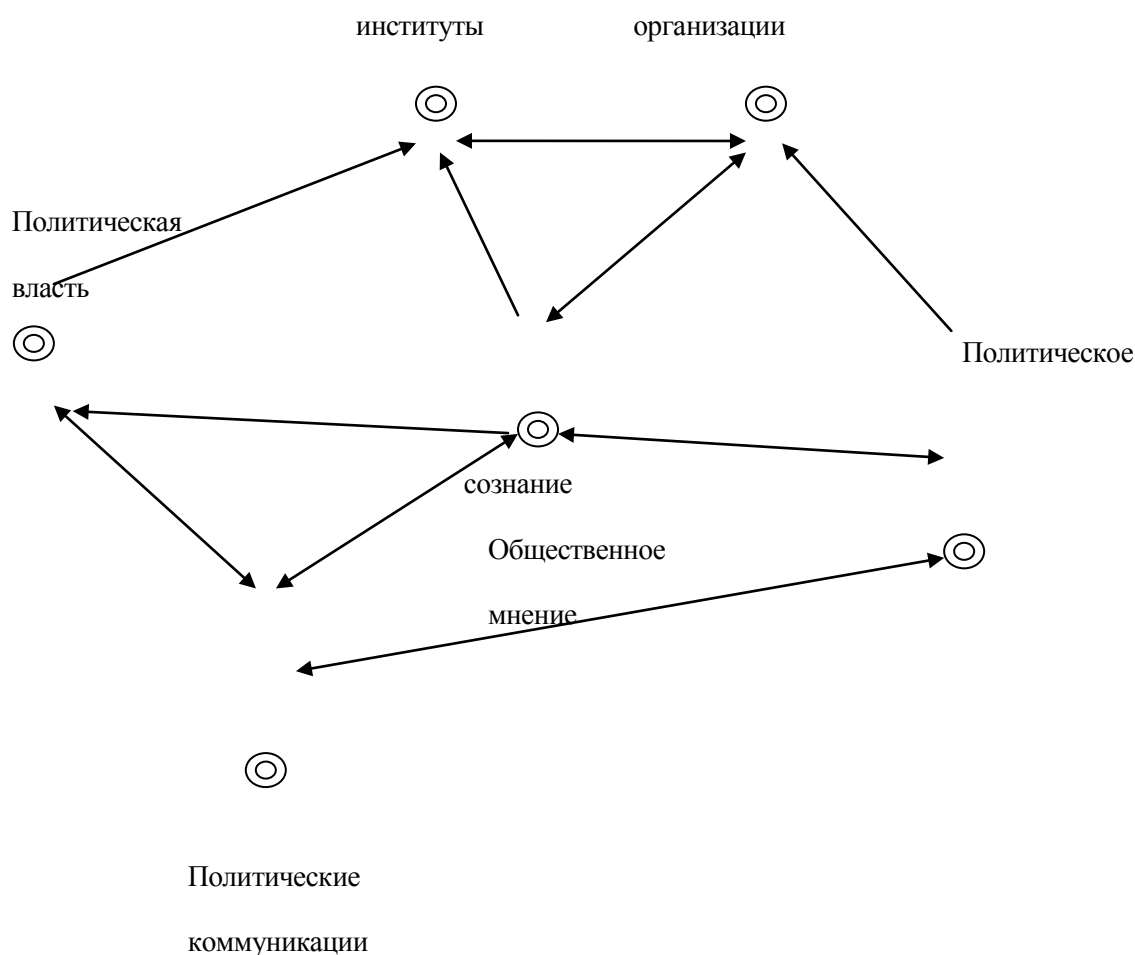 институты организации
Политическая
власть
Политическое
сознание
Общественное
мнение
Политические
коммуникации